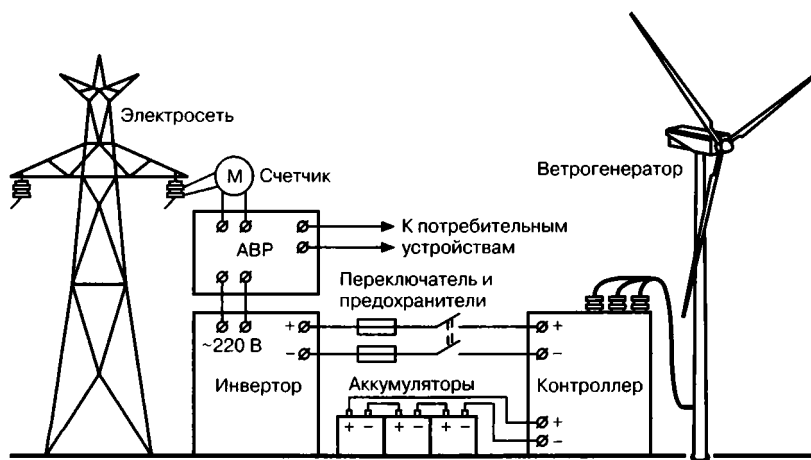 Электросеть
М
Счетчик
Ветрогенератор
К потребительным
устройствам
АВР
Переключатель и
предохранители
~220 В
+
−
+
−
Инвертор
Аккумуляторы
Контроллер
+
−
+ − + − + −